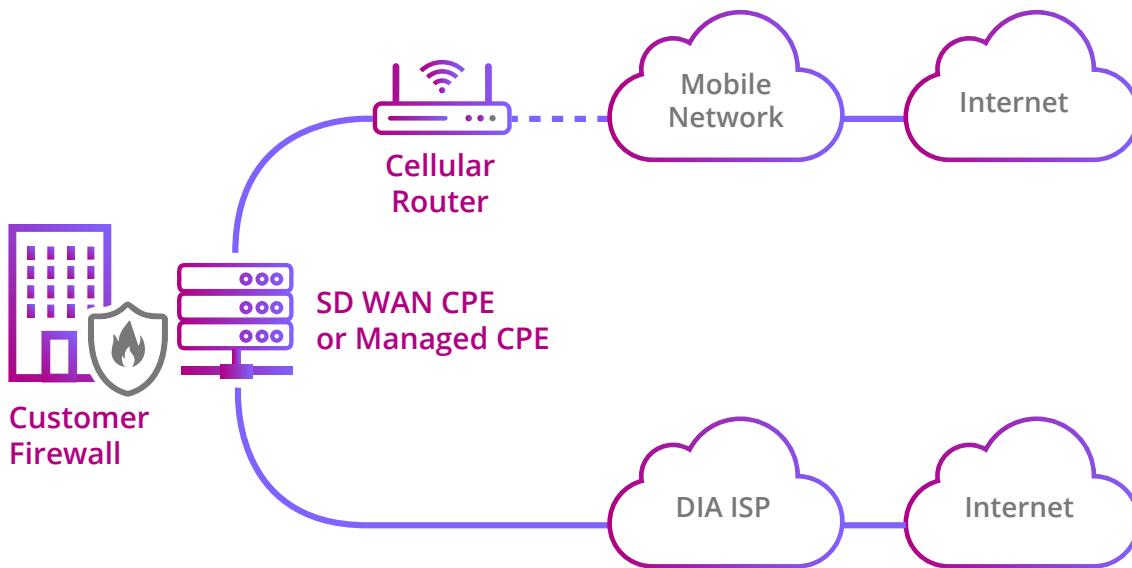 Mobile
Network
Internet
Cellular
Router
SD WAN CPE
or Managed CPE
Customer
Firewall
DIA ISP
Internet